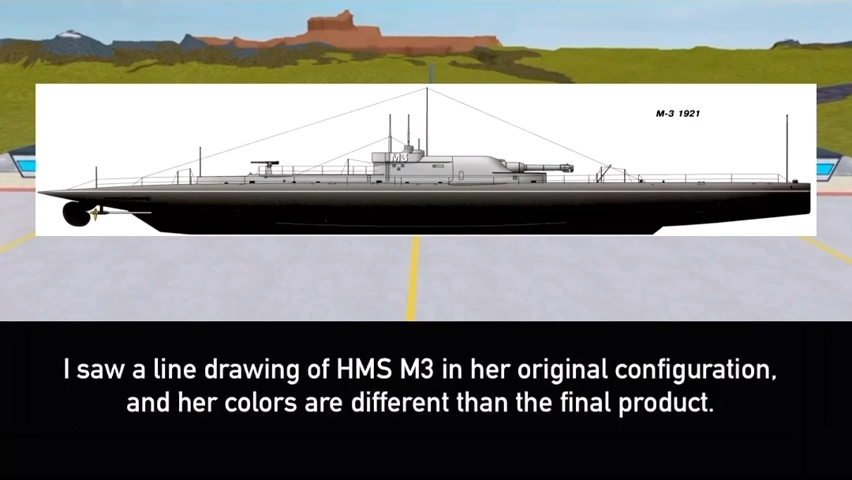 M-3 1921
M3
I saw a line drawing of HMS M3 in her original configuration,
and her colors are different than the final product.